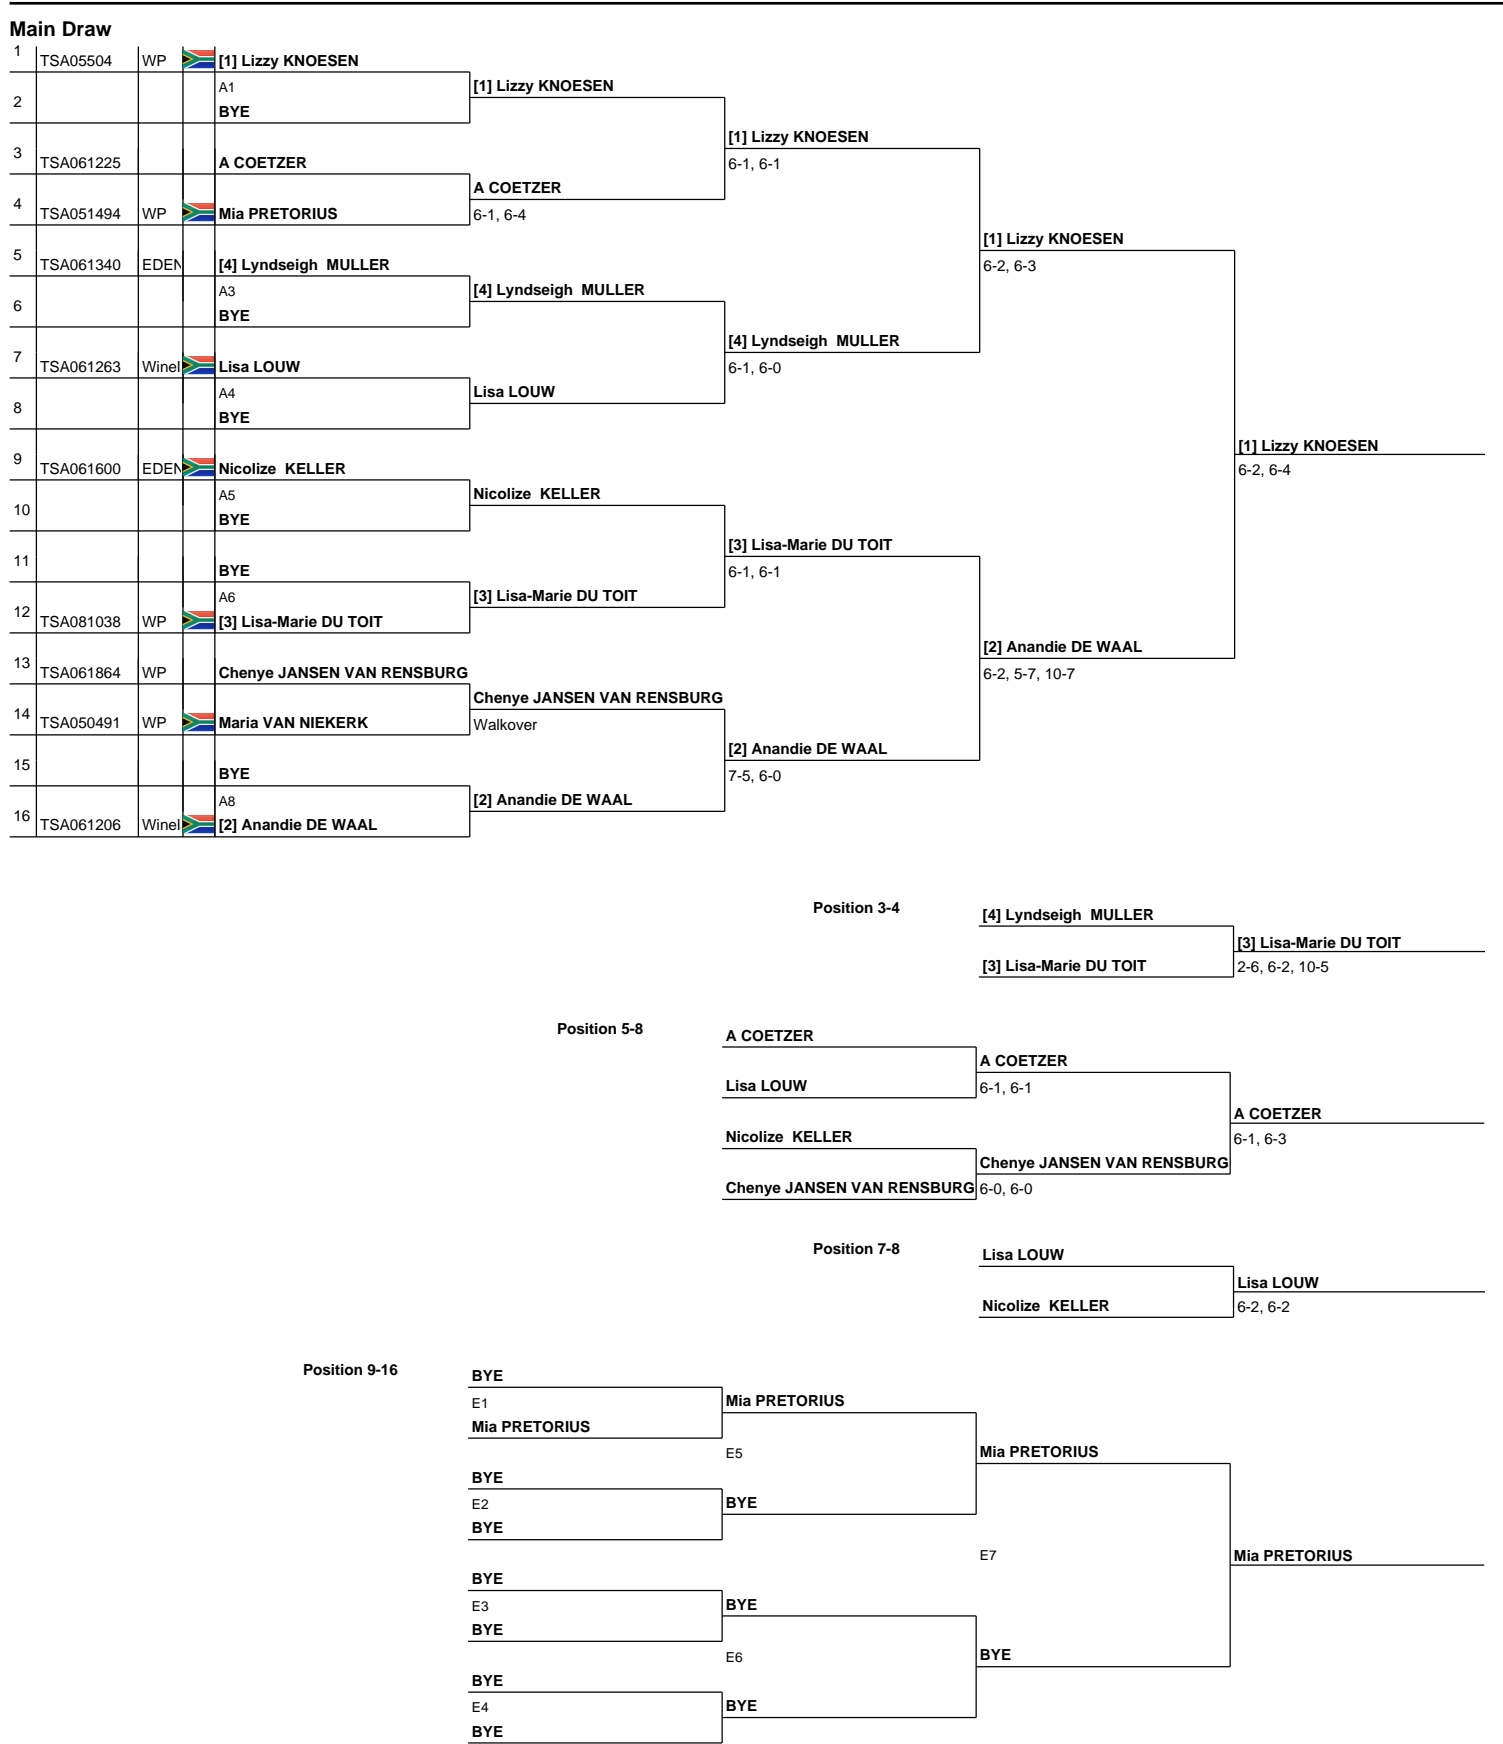 Main Draw
1 TSA05504 WP [1] Lizzy KNOESEN
A1 [1] Lizzy KNOESEN
2 BYE
[1] Lizzy KNOESEN
3 TSA061225 A COETZER 6-1, 6-1
A COETZER
4 TSA051494 WP Mia PRETORIUS 6-1, 6-4
[1] Lizzy KNOESEN
5 TSA061340 EDEN [4] Lyndseigh MULLER 6-2, 6-3
A3 [4] Lyndseigh MULLER
6 BYE
[4] Lyndseigh MULLER
7 TSA061263 Winel Lisa LOUW 6-1, 6-0
A4 Lisa LOUW
8 BYE
[1] Lizzy KNOESEN
9 TSA061600 EDEN Nicolize KELLER 6-2, 6-4
A5 Nicolize KELLER
10 BYE
[3] Lisa-Marie DU TOIT
11 BYE 6-1, 6-1
A6 [3] Lisa-Marie DU TOIT
12 TSA081038 WP [3] Lisa-Marie DU TOIT
[2] Anandie DE WAAL
13 TSA061864 WP Chenye JANSEN VAN RENSBURG 6-2, 5-7, 10-7
Chenye JANSEN VAN RENSBURG
14 TSA050491 WP Maria VAN NIEKERK Walkover
[2] Anandie DE WAAL
15 BYE 7-5, 6-0
A8 [2] Anandie DE WAAL
16 TSA061206 Winel [2] Anandie DE WAAL
Position 3-4 [4] Lyndseigh MULLER
[3] Lisa-Marie DU TOIT
[3] Lisa-Marie DU TOIT 2-6, 6-2, 10-5
Position 5-8 A COETZER
A COETZER
Lisa LOUW 6-1, 6-1
A COETZER
Nicolize KELLER 6-1, 6-3
Chenye JANSEN VAN RENSBURG
Chenye JANSEN VAN RENSBURG 6-0, 6-0
Position 7-8 Lisa LOUW
Lisa LOUW
Nicolize KELLER 6-2, 6-2
Position 9-16 BYE
E1 Mia PRETORIUS
Mia PRETORIUS
E5 Mia PRETORIUS
BYE
E2 BYE
BYE
E7 Mia PRETORIUS
BYE
E3 BYE
BYE
E6 BYE
BYE
E4 BYE
BYE